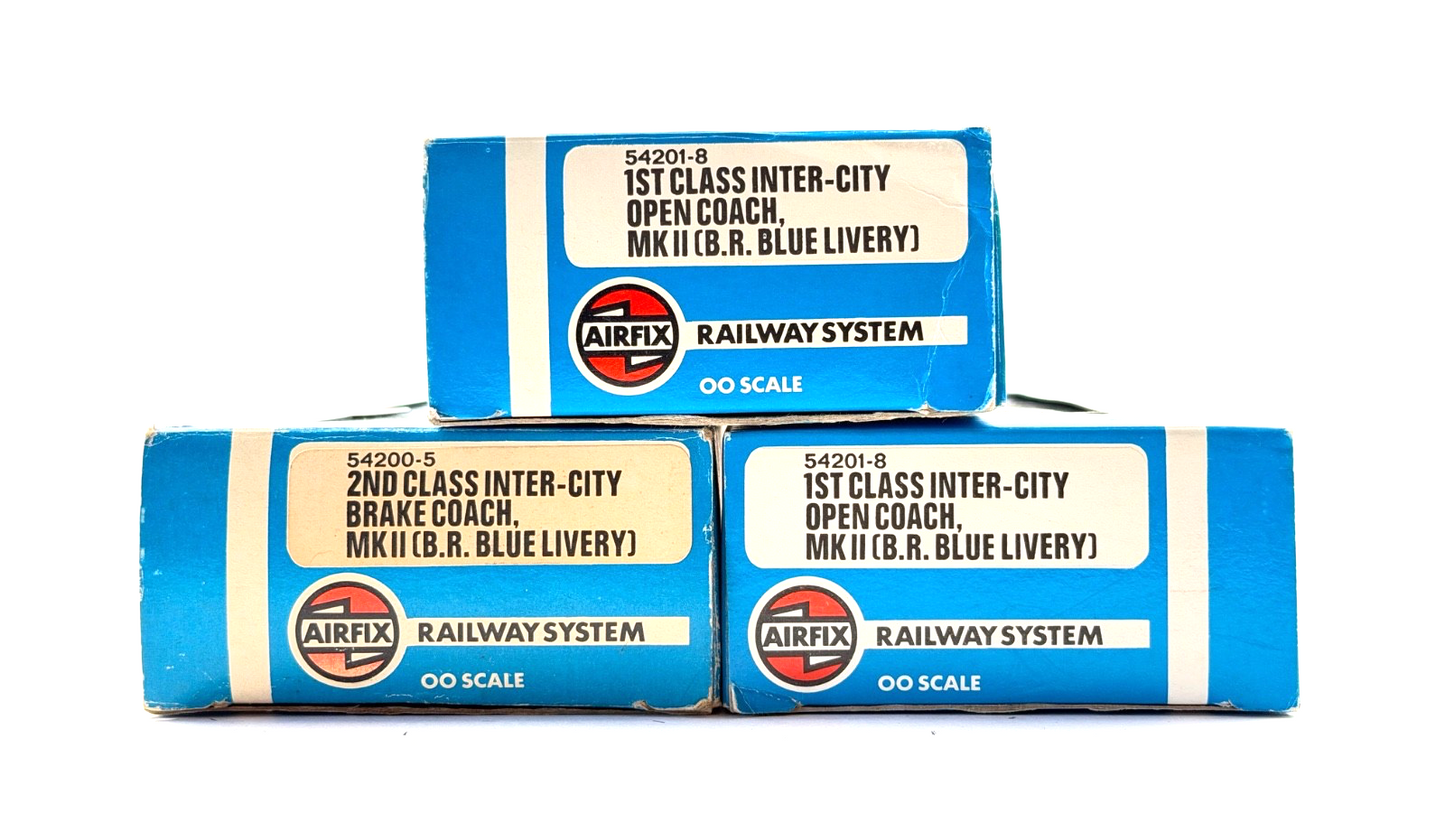 54201-8
1ST CLASS INTER-CITY
OPEN COACH,
MK II (B.R. BLUE LIVERY)
AIRFIX RAILWAY SYSTEM
OO SCALE
54200-5
2ND CLASS INTER-CITY
BRAKE COACH,
MK II (B.R. BLUE LIVERY)
AIRFIX RAILWAY SYSTEM
OO SCALE
54201-8
1ST CLASS INTER-CITY
OPEN COACH,
MK II (B.R. BLUE LIVERY)
AIRFIX RAILWAY SYSTEM
OO SCALE